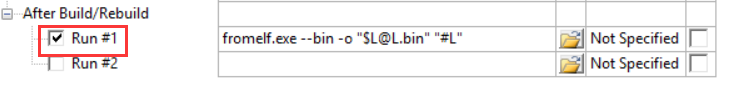 After Build/Rebuild
Run #1 fromelf.exe --bin -o "$L@L.bin" "#L" Not Specified
Run #2 Not Specified